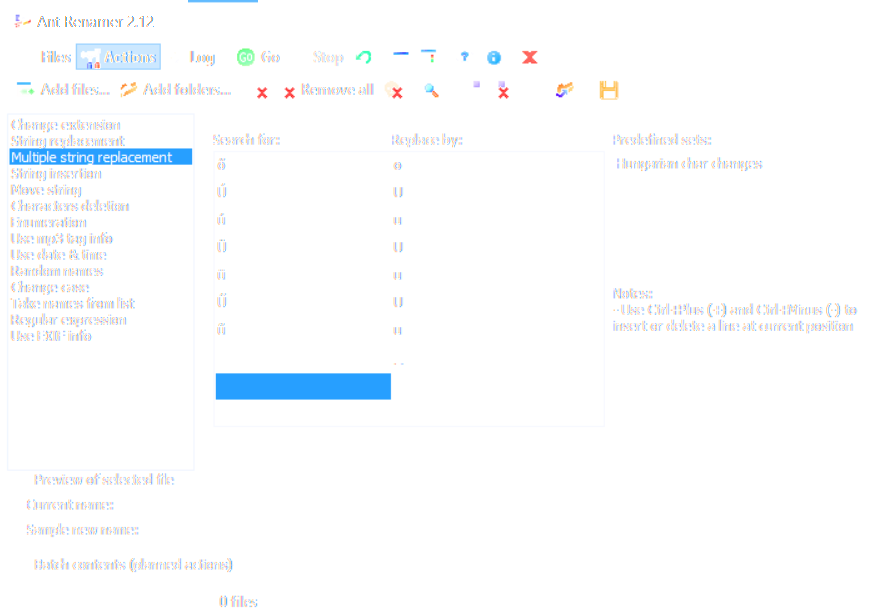 Ant Renamer 2.12
Files Actions Log Go Go Stop
Add files... Add folders... Remove all
Change extension
String replacement
Multiple string replacement
String insertion
Move string
Characters deletion
Enumeration
Use mp3 tag info
Use date & time
Random names
Change case
Take names from list
Regular expression
Use EXIF info
Search for: Replace by:
ő o
U
u
U
u
U
u
Predefined sets:
Hungarian char changes
Notes:
- Use Ctrl+Plus (+) and Ctrl+Minus (-) to
insert or delete a line at current position
Preview of selected file
Current name:
Sample new name:
Batch contents (planned actions)
0 files